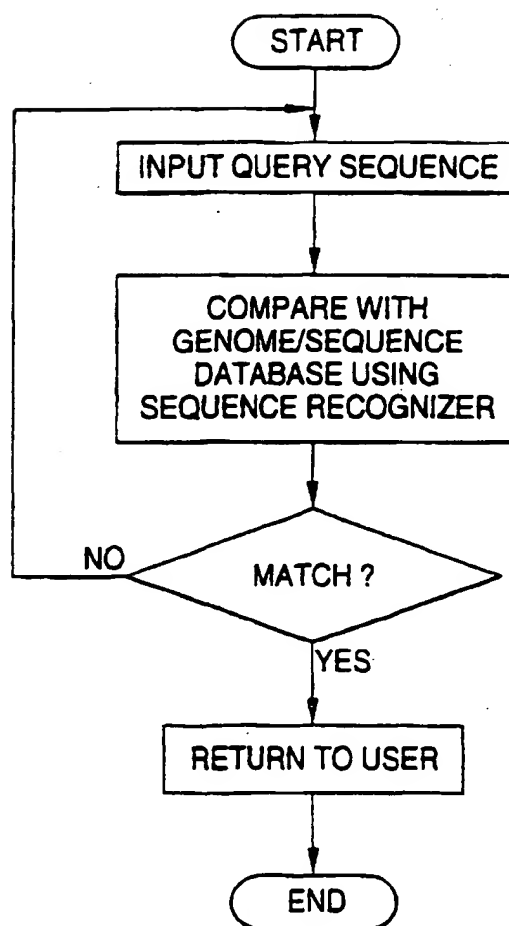 START
INPUT QUERY SEQUENCE
COMPARE WITH
GENOME/SEQUENCE
DATABASE USING
SEQUENCE RECOGNIZER
NO
MATCH ?
YES
RETURN TO USER
END